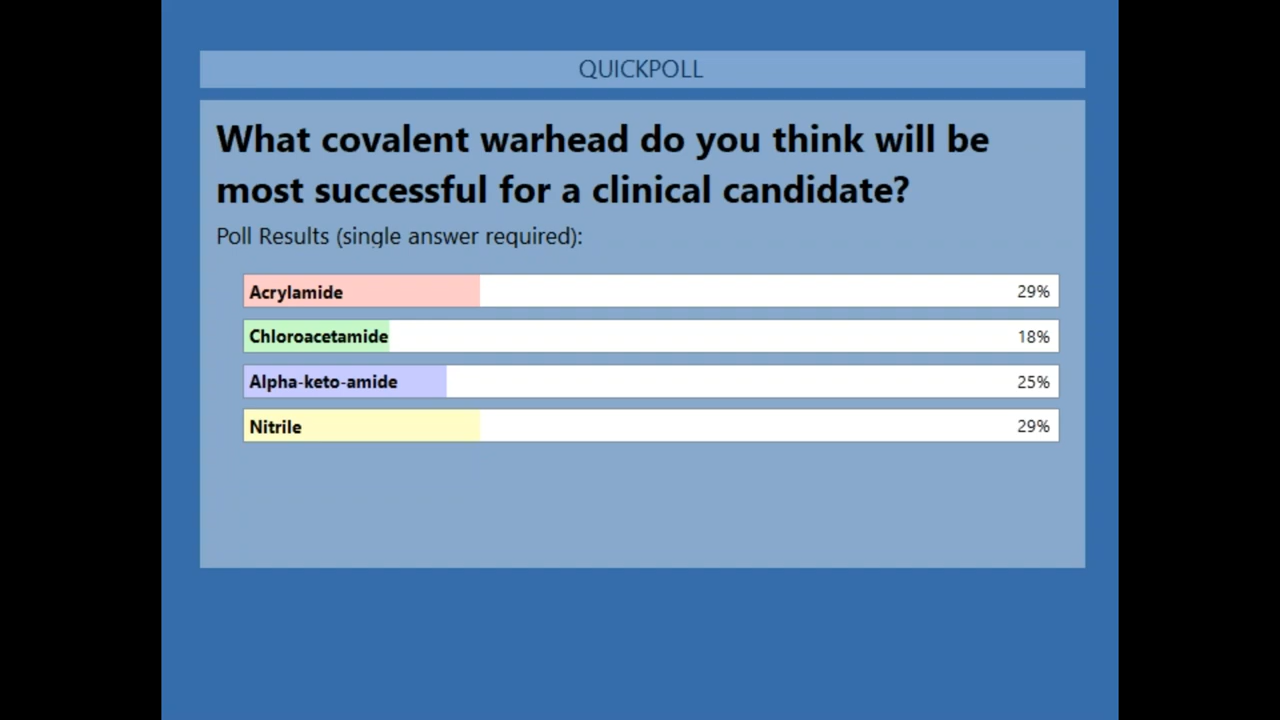 QUICKPOLL
What covalent warhead do you think will be
most successful for a clinical candidate?
Poll Results (single answer required):
Acrylamide 29%
Chloroacetamide 18%
Alpha-keto-amide 25%
Nitrile 29%